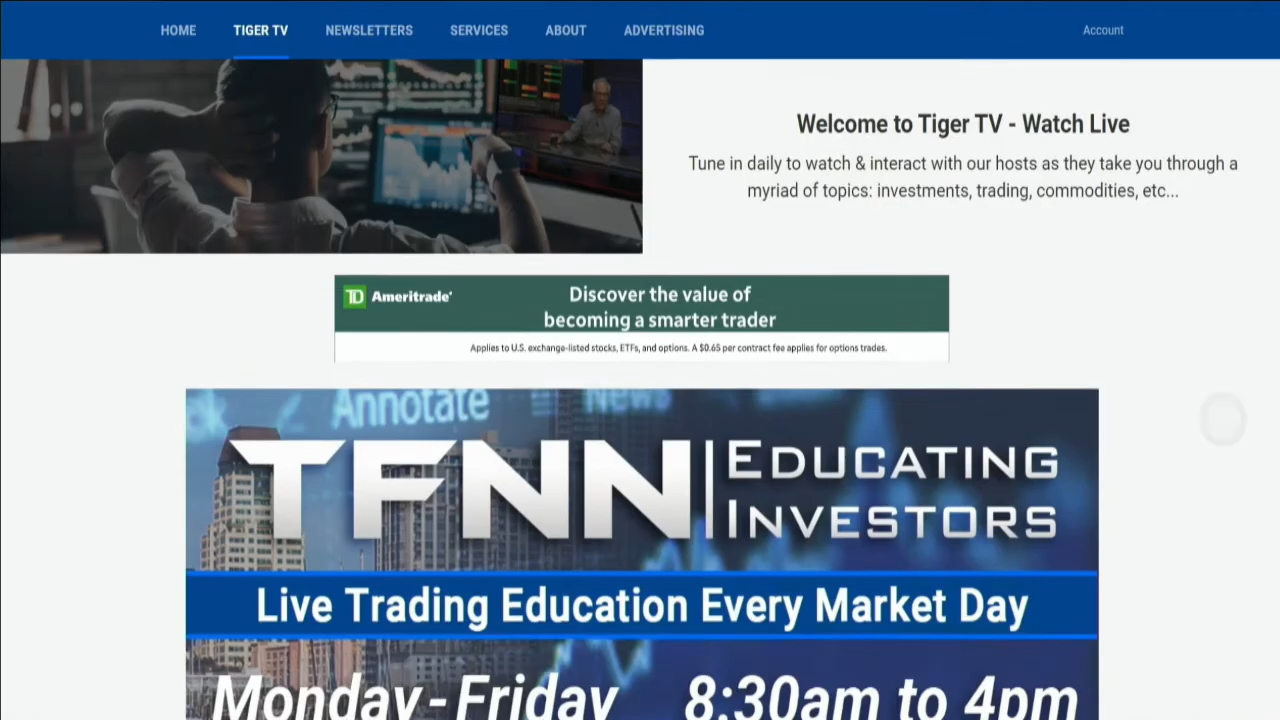 HOME TIGER TV NEWSLETTERS SERVICES ABOUT ADVERTISING Account
Welcome to Tiger TV - Watch Live
Tune in daily to watch & interact with our hosts as they take you through a
myriad of topics: investments, trading, commodities, etc...
TD Ameritrade
Discover the value of
becoming a smarter trader
Applies to U.S. exchange-listed stocks, ETFs, and options. A $0.65 per contract fee applies for options trades.
Annotate News
TFNN EDUCATING
INVESTORS
Live Trading Education Every Market Day
Monday - Friday 8:30am to 4pm